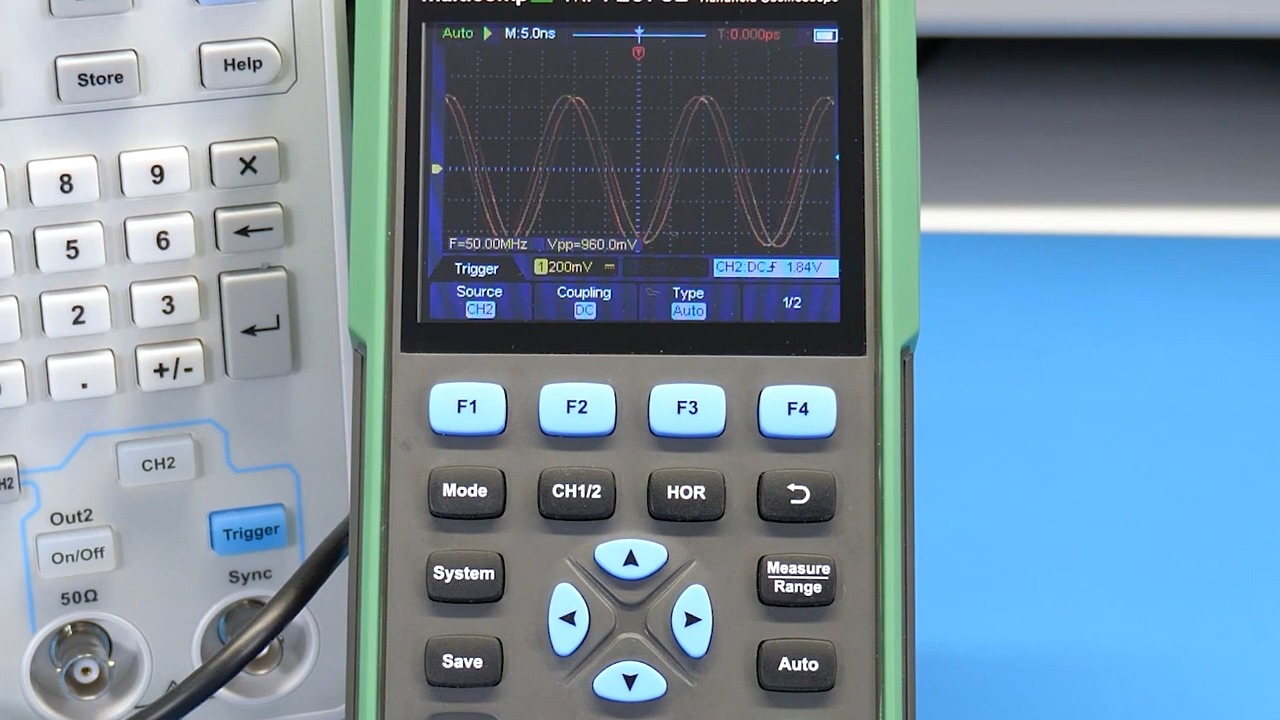 Handheld Oscilloscope
Auto M:5.0ns T:0.000ps
T
F=50.00MHz Vpp=960.0mV
1 200mV CH2:DC 1.84V
Trigger
Source Coupling Type 1/2
CH2 DC Auto
F1 F2 F3 F4
Mode CH1/2 HOR
System Measure
Range
Save Auto
Store Help
8 9 X
5 6
2 3
. +/-
CH2
Out2
On/Off Trigger
50Ω Sync